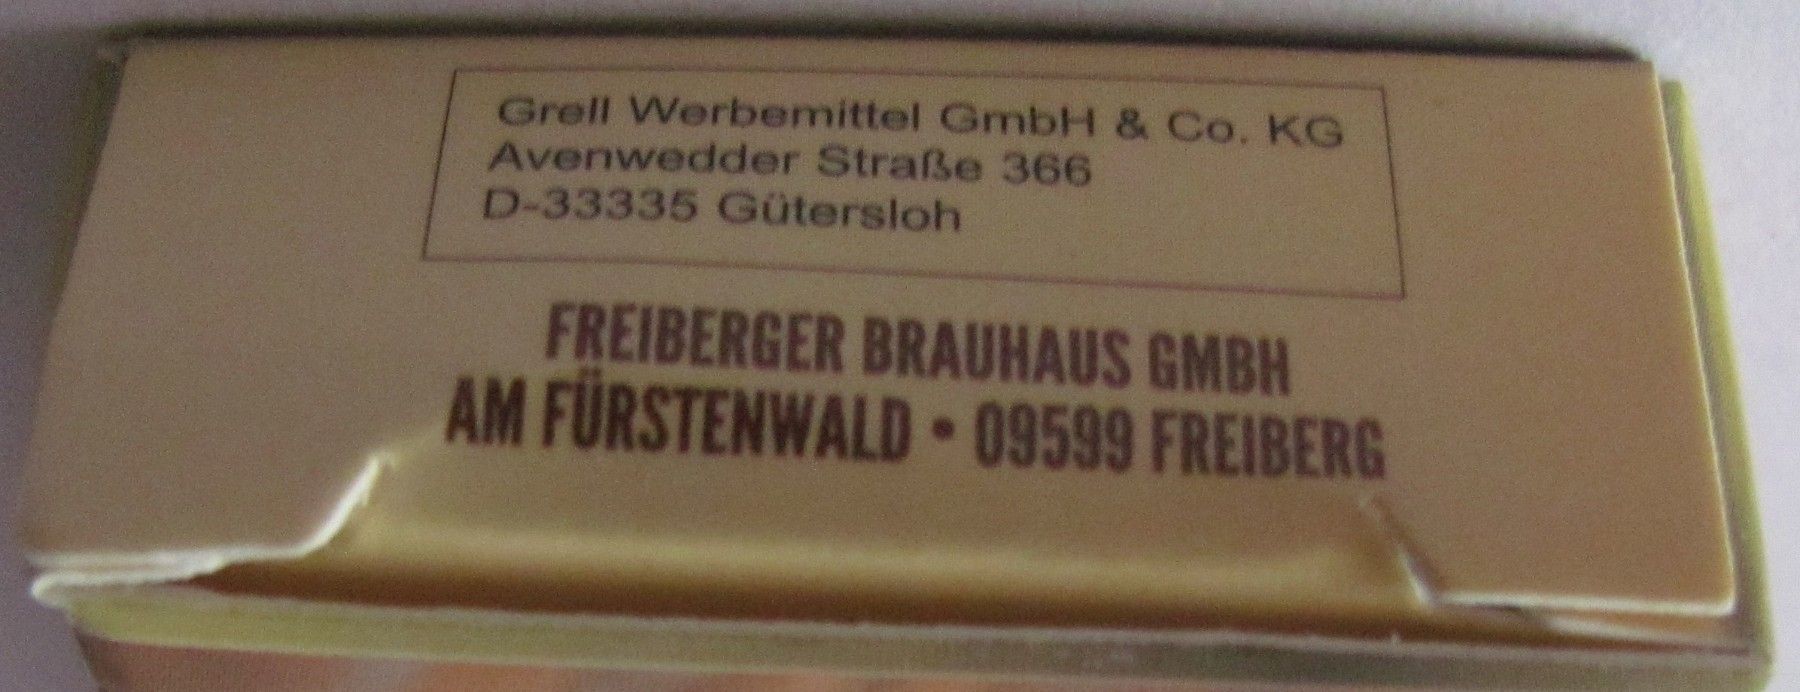 Grell Werbemittel GmbH & Co. KG
Avenwedder Straße 366
D-33335 Gütersloh
FREIBERGER BRAUHAUS GMBH
AM FÜRSTENWALD • 09599 FREIBERG